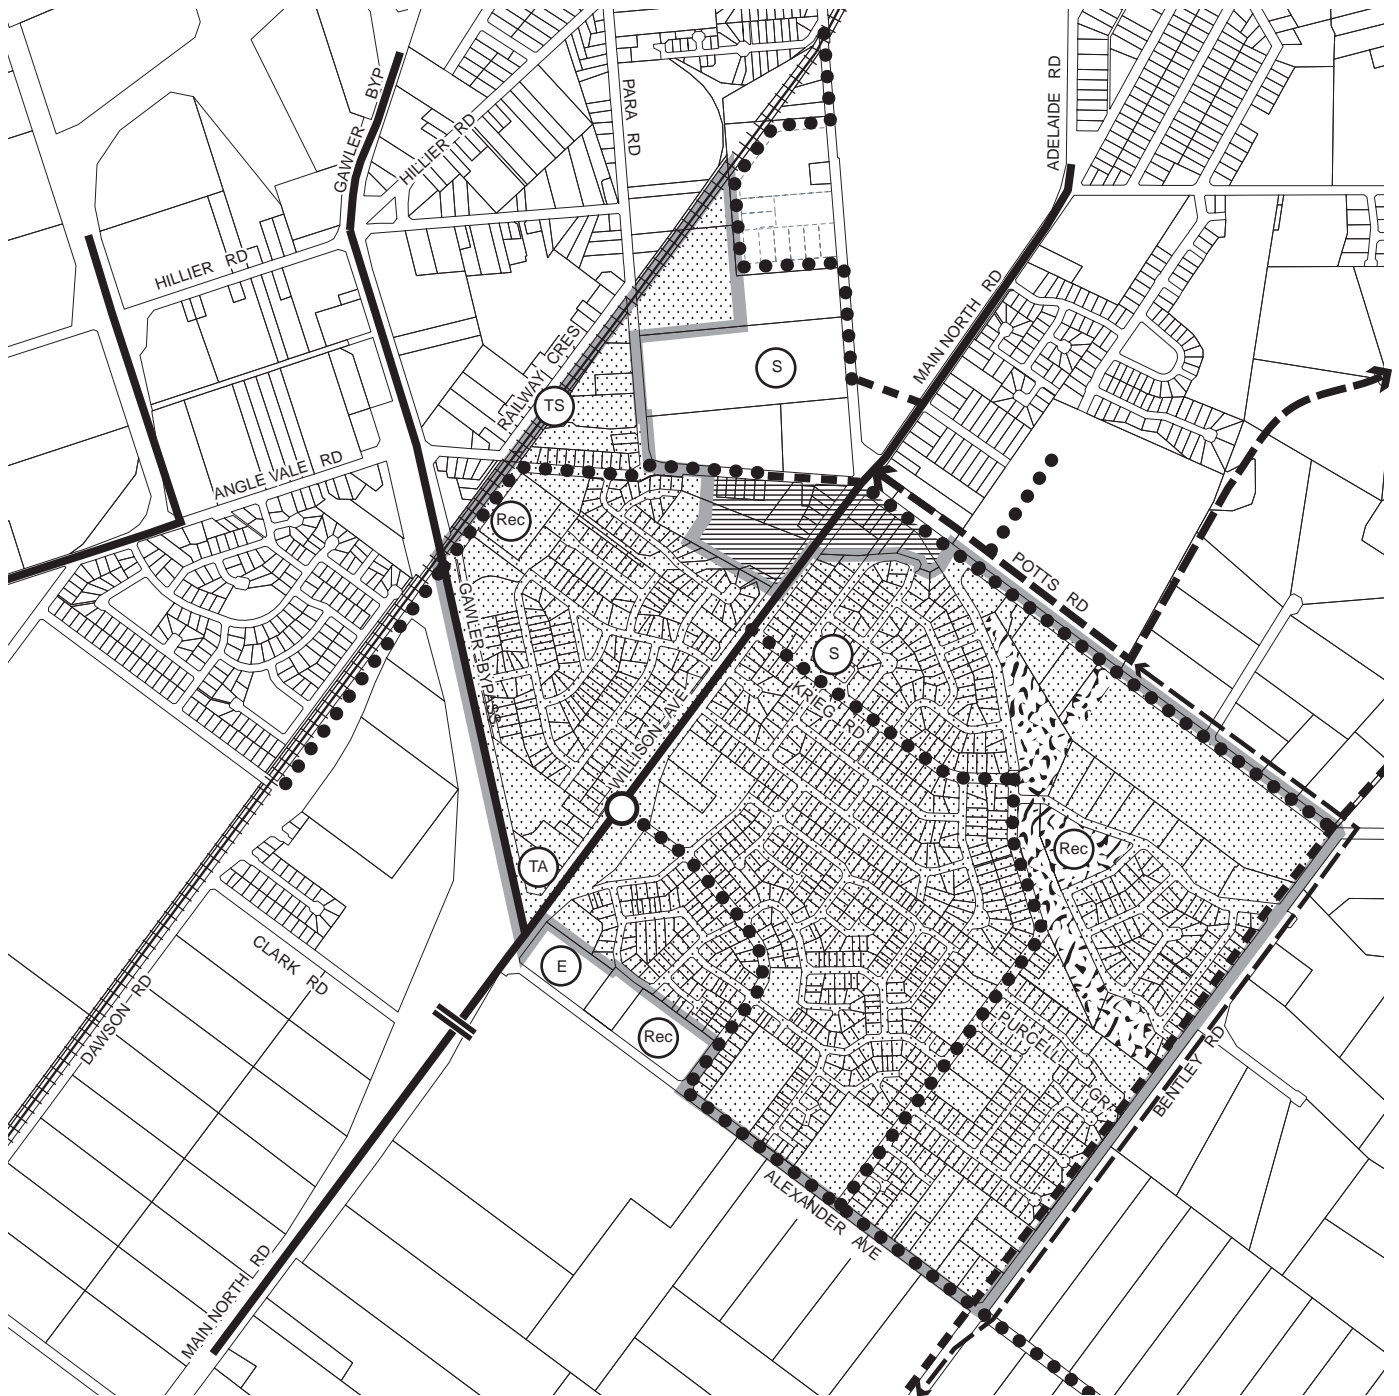 GAWLER BYP
HILLIER RD
PARA RD
ADELAIDE RD
HILLIER RD
MAIN NORTH RD
RAILWAY CRES
S
TS
ANGLE VALE RD
Rec
POTTS RD
GAWLER BYPASS
S
KRIEG RD
WILLISON AVE
Rec
TA
CLARK RD
E
DAWSON RD
Rec
PURCELL GR
BENTLEY RD
ALEXANDER AVE
MAIN NORTH RD